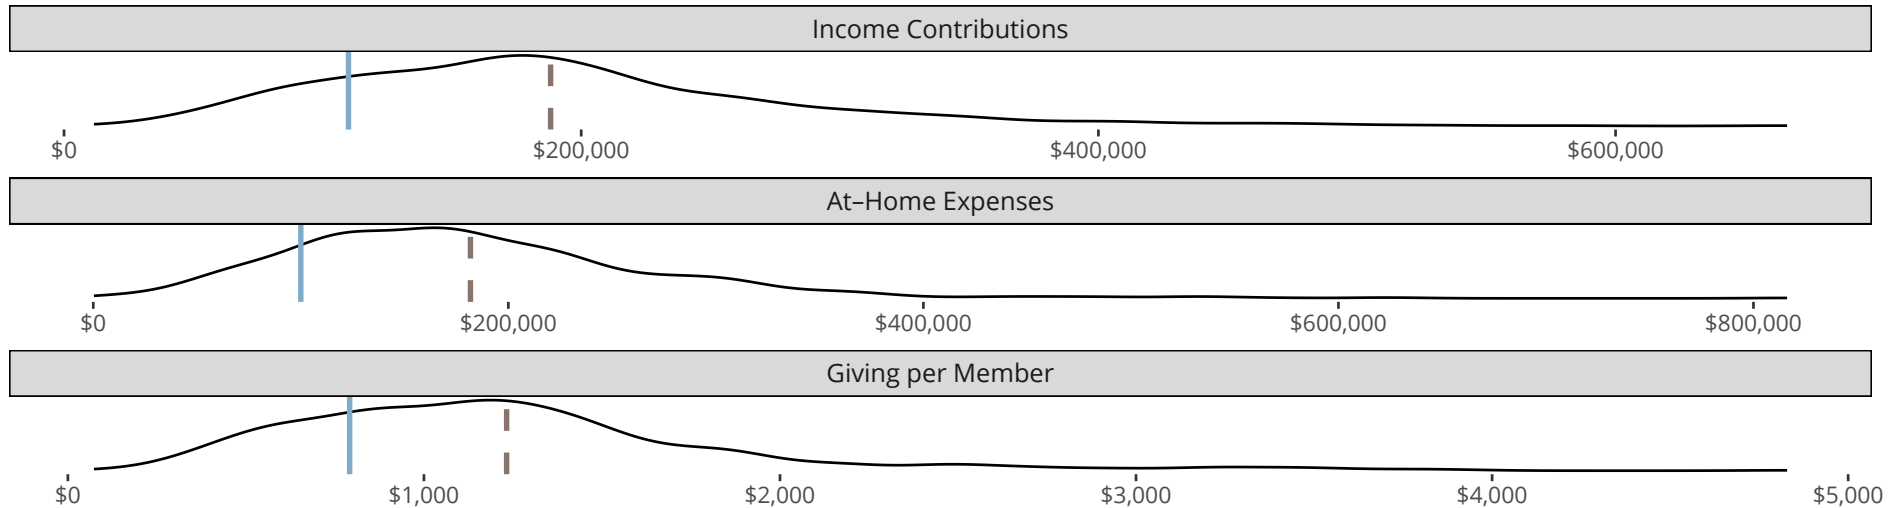 Income Contributions
$0 $200,000 $400,000 $600,000
At–Home Expenses
$0 $200,000 $400,000 $600,000 $800,000
Giving per Member
$0 $1,000 $2,000 $3,000 $4,000 $5,000